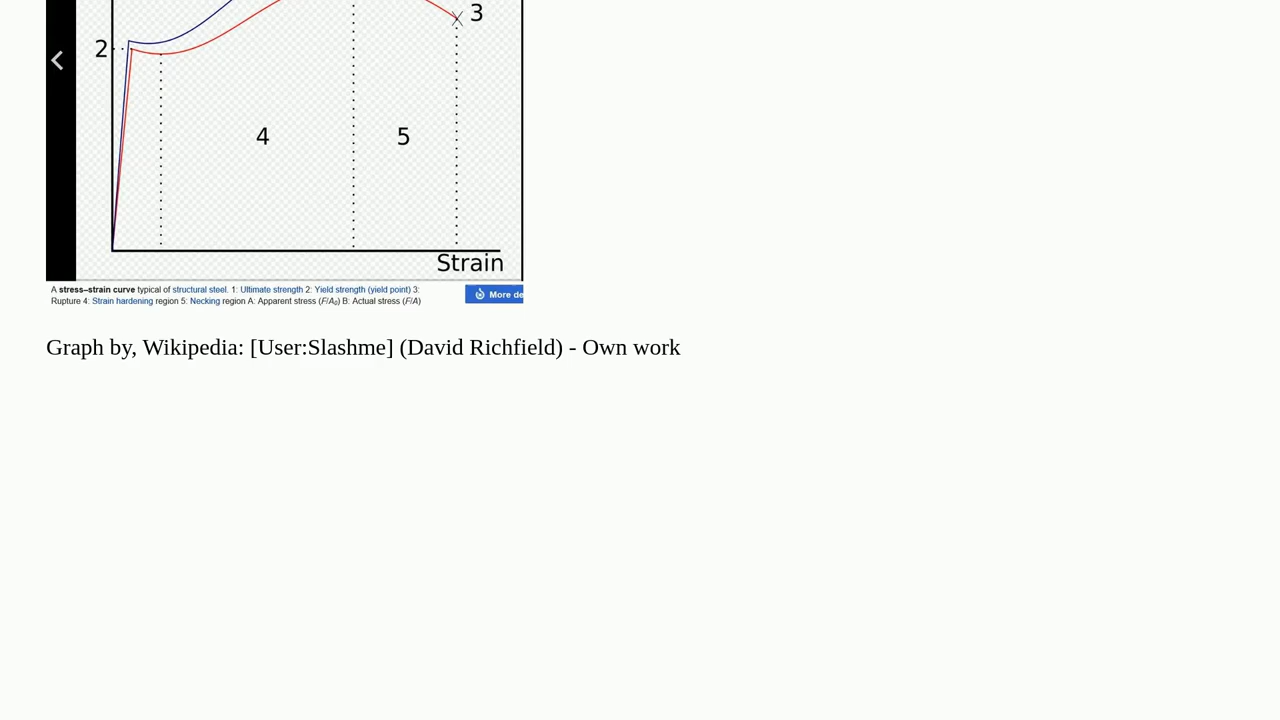 3
2
4
5
Strain
A stress–strain curve typical of structural steel. 1: Ultimate strength 2: Yield strength (yield point) 3:
Rupture 4: Strain hardening region 5: Necking region A: Apparent stress (F/A₀) B: Actual stress (F/A)
More de
Graph by, Wikipedia: [User:Slashme] (David Richfield) - Own work